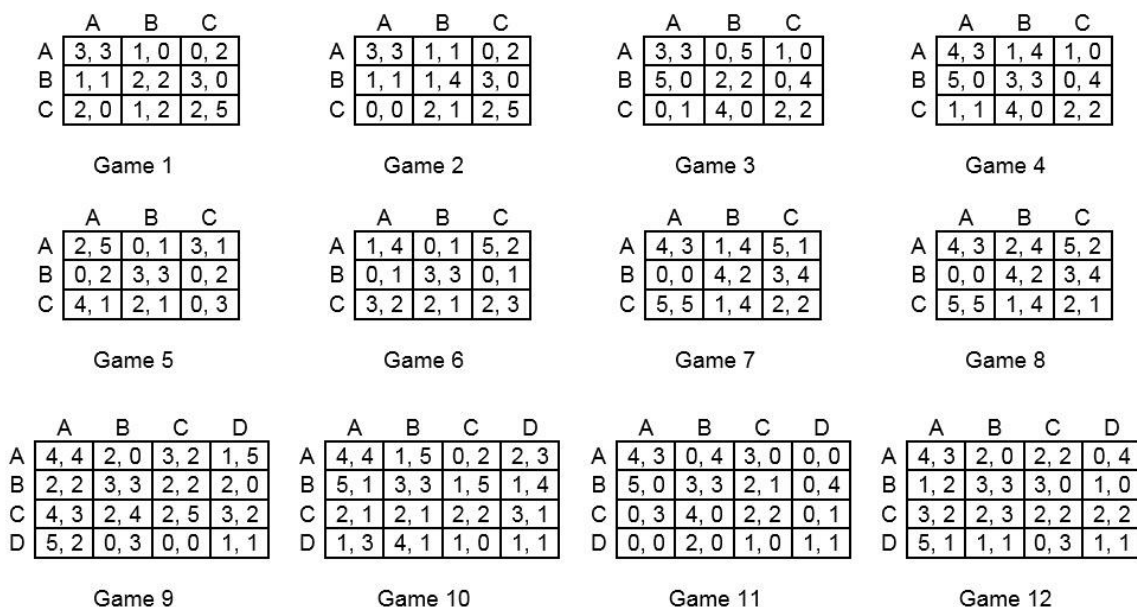 A B C A B C A B C A B C
A 3, 3 1, 0 0, 2 A 3, 3 1, 1 0, 2 A 3, 3 0, 5 1, 0 A 4, 3 1, 4 1, 0
B 1, 1 2, 2 3, 0 B 1, 1 1, 4 3, 0 B 5, 0 2, 2 0, 4 B 5, 0 3, 3 0, 4
C 2, 0 1, 2 2, 5 C 0, 0 2, 1 2, 5 C 0, 1 4, 0 2, 2 C 1, 1 4, 0 2, 2
Game 1 Game 2 Game 3 Game 4
A B C A B C A B C A B C
A 2, 5 0, 1 3, 1 A 1, 4 0, 1 5, 2 A 4, 3 1, 4 5, 1 A 4, 3 2, 4 5, 2
B 0, 2 3, 3 0, 2 B 0, 1 3, 3 0, 1 B 0, 0 4, 2 3, 4 B 0, 0 4, 2 3, 4
C 4, 1 2, 1 0, 3 C 3, 2 2, 1 2, 3 C 5, 5 1, 4 2, 2 C 5, 5 1, 4 2, 1
Game 5 Game 6 Game 7 Game 8
A B C D A B C D A B C D A B C D
A 4, 4 2, 0 3, 2 1, 5 A 4, 4 1, 5 0, 2 2, 3 A 4, 3 0, 4 3, 0 0, 0 A 4, 3 2, 0 2, 2 0, 4
B 2, 2 3, 3 2, 2 2, 0 B 5, 1 3, 3 1, 5 1, 4 B 5, 0 3, 3 2, 1 0, 4 B 1, 2 3, 3 3, 0 1, 0
C 4, 3 2, 4 2, 5 3, 2 C 2, 1 2, 1 2, 2 3, 1 C 0, 3 4, 0 2, 2 0, 1 C 3, 2 2, 3 2, 2 2, 2
D 5, 2 0, 3 0, 0 1, 1 D 1, 3 4, 1 1, 0 1, 1 D 0, 0 2, 0 1, 0 1, 1 D 5, 1 1, 1 0, 3 1, 1
Game 9 Game 10 Game 11 Game 12